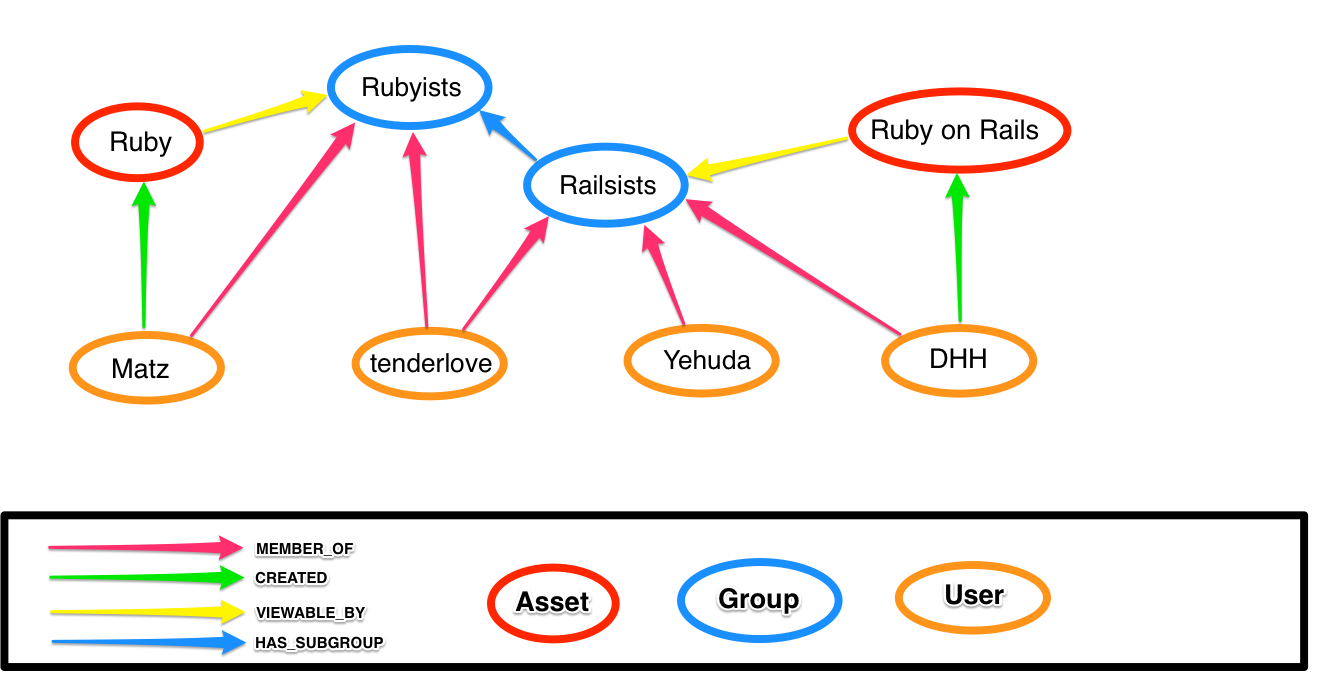 Rubyists
Ruby on Rails
Ruby
Railsists
Matz
tenderlove
Yehuda
DHH
MEMBER_OF
CREATED
VIEWABLE_BY
HAS_SUBGROUP
Asset
Group
User